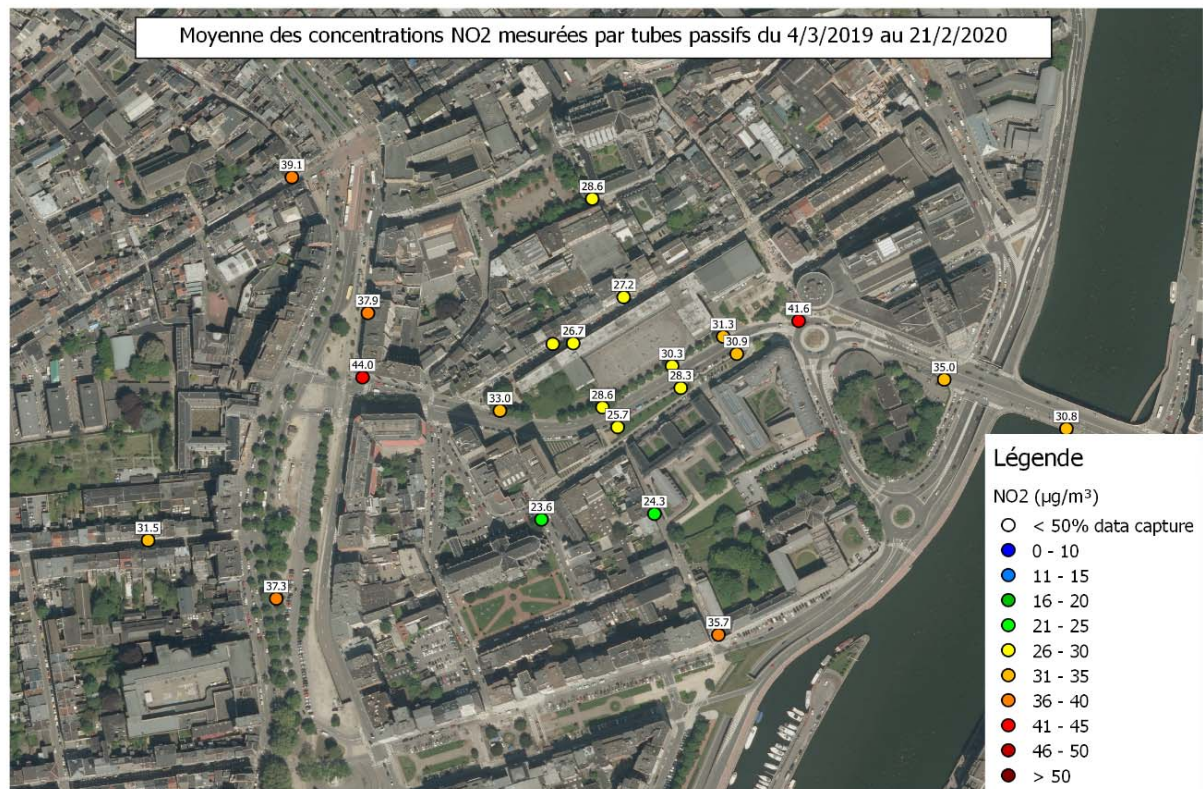 Moyenne des concentrations NO2 mesurées par tubes passifs du 4/3/2019 au 21/2/2020
39.1
28.6
27.2
37.9
41.6
31.3
26.7
30.9
30.3
44.0
35.0
28.3
33.0
28.6
25.7
30.8
24.3
23.6
31.5
37.3
35.7
Légende
NO2 (µg/m³)
< 50% data capture
0 - 10
11 - 15
16 - 20
21 - 25
26 - 30
31 - 35
36 - 40
41 - 45
46 - 50
> 50